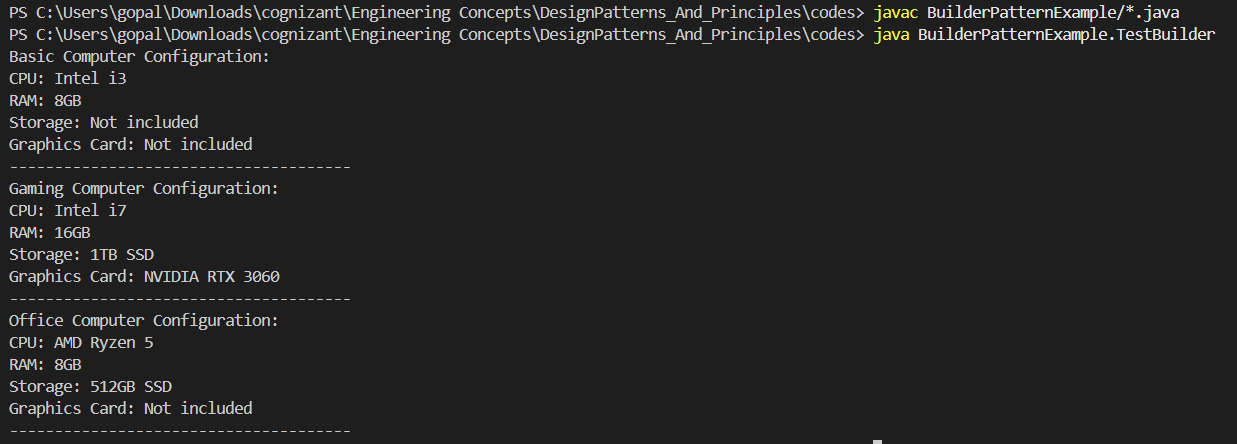 PS C:\Users\gopal\Downloads\cognizant\Engineering Concepts\DesignPatterns_And_Principles\codes> javac BuilderPatternExample/*.java
PS C:\Users\gopal\Downloads\cognizant\Engineering Concepts\DesignPatterns_And_Principles\codes> java BuilderPatternExample.TestBuilder
Basic Computer Configuration:
CPU: Intel i3
RAM: 8GB
Storage: Not included
Graphics Card: Not included
--------------------------------------
Gaming Computer Configuration:
CPU: Intel i7
RAM: 16GB
Storage: 1TB SSD
Graphics Card: NVIDIA RTX 3060
--------------------------------------
Office Computer Configuration:
CPU: AMD Ryzen 5
RAM: 8GB
Storage: 512GB SSD
Graphics Card: Not included
--------------------------------------